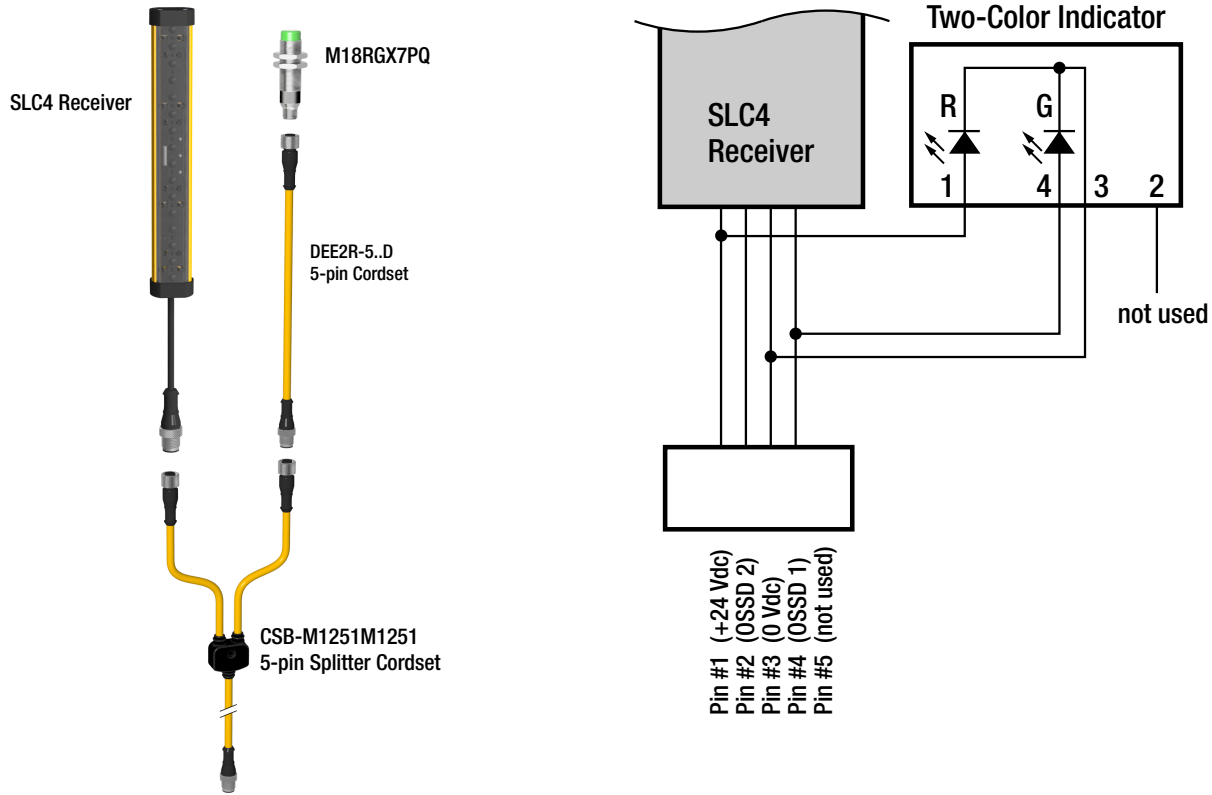 SLC4 Receiver
M18RGX7PQ
DEE2R-5..D
5-pin Cordset
CSB-M1251M1251
5-pin Splitter Cordset
Two-Color Indicator
SLC4
Receiver
R
G
1
4
3
2
not used
Pin #1 (+24 Vdc)
Pin #2 (OSSD 2)
Pin #3 (0 Vdc)
Pin #4 (OSSD 1)
Pin #5 (not used)